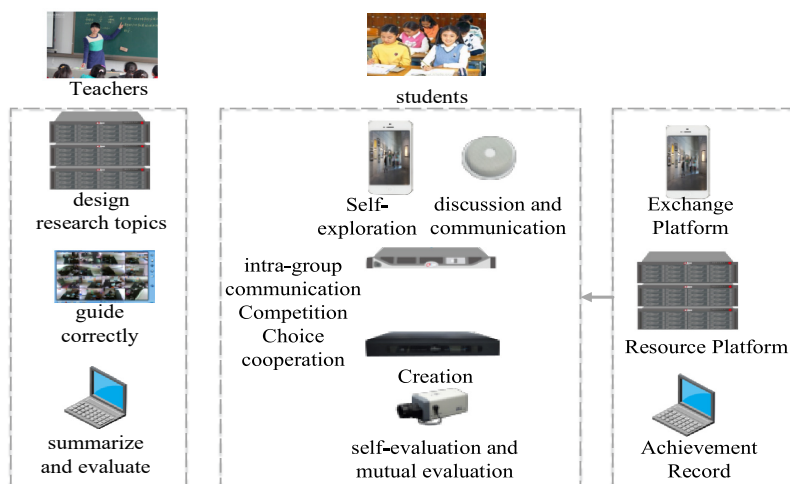 Teachers
students
design
research topics
guide
correctly
summarize
and evaluate
Self-
exploration
discussion and
communication
intra-group
communication
Competition
Choice
cooperation
Creation
self-evaluation and
mutual evaluation
Exchange
Platform
Resource Platform
Achievement
Record